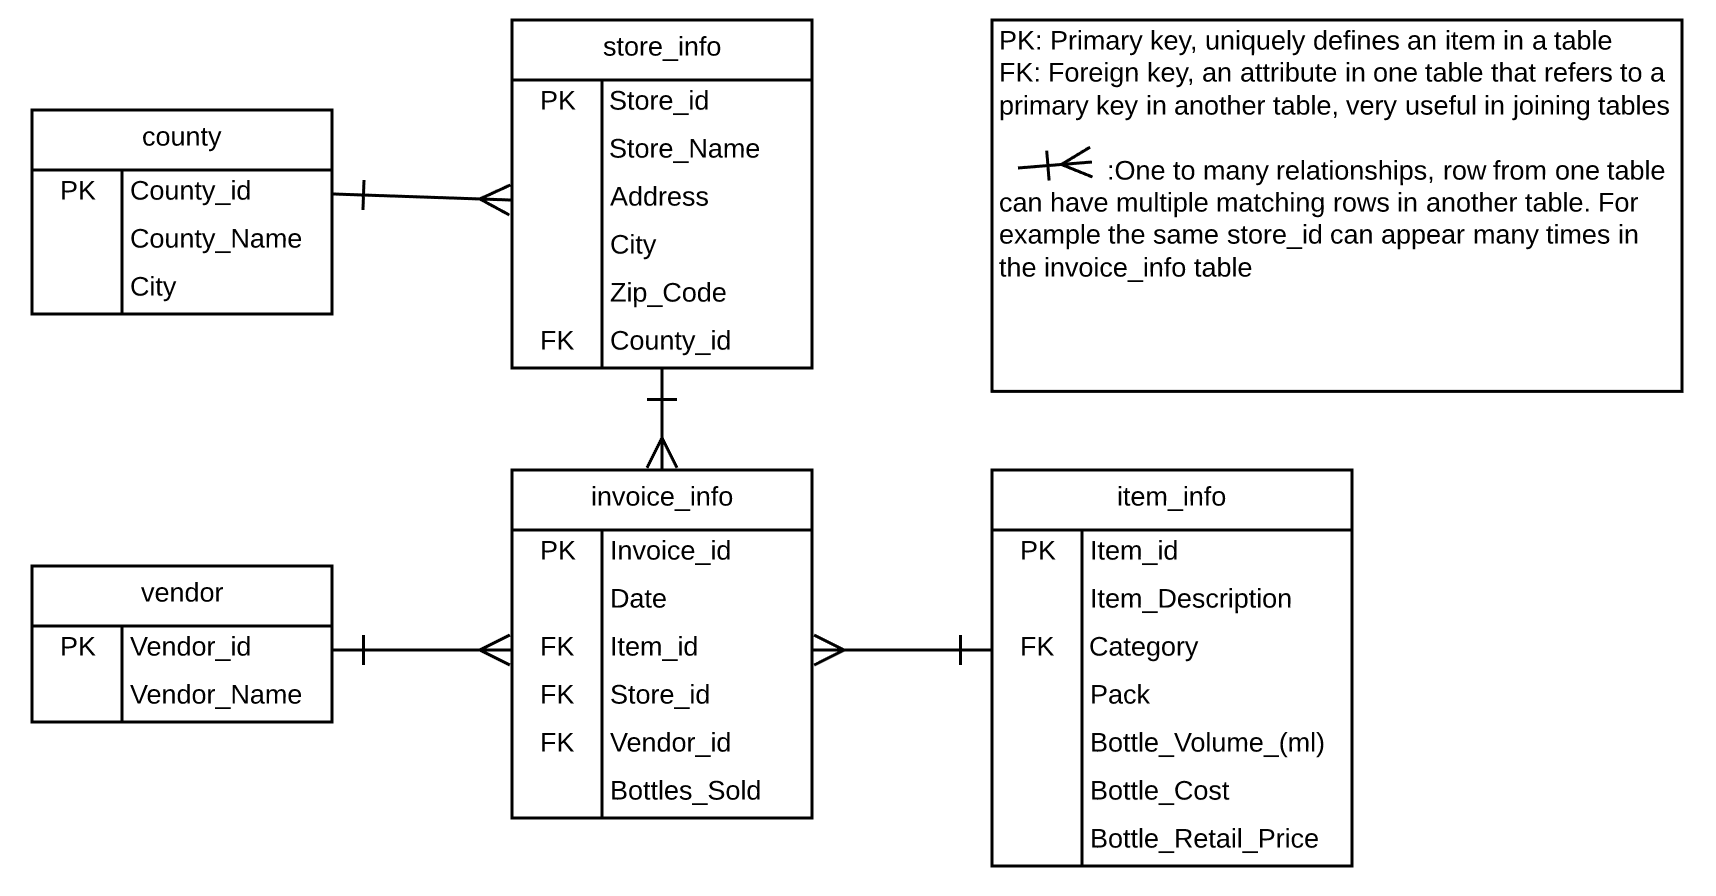 store_info
PK Store_id
Store_Name
Address
City
Zip_Code
FK County_id
county
PK County_id
County_Name
City
PK: Primary key, uniquely defines an item in a table
FK: Foreign key, an attribute in one table that refers to a
primary key in another table, very useful in joining tables
:One to many relationships, row from one table
can have multiple matching rows in another table. For
example the same store_id can appear many times in
the invoice_info table
vendor
PK Vendor_id
Vendor_Name
invoice_info
PK Invoice_id
Date
FK Item_id
FK Store_id
FK Vendor_id
Bottles_Sold
item_info
PK Item_id
Item_Description
FK Category
Pack
Bottle_Volume_(ml)
Bottle_Cost
Bottle_Retail_Price